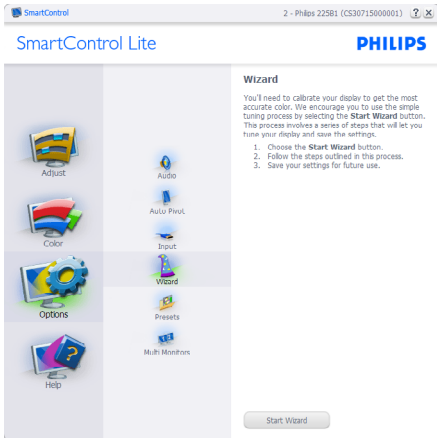 SmartControl
2 - Philips 225B1 (CS30715000001)
SmartControl Lite
PHILIPS
Adjust
Color
Options
Help
Audio
Auto Pivot
Input
Wizard
Presets
Multi Monitors
Wizard
You'll need to calibrate your display to get the most
accurate color. We encourage you to use the simple
tuning process by selecting the Start Wizard button.
This process involves a series of steps that will let you
tune your display and save the settings.
1. Choose the Start Wizard button.
2. Follow the steps outlined in this process.
3. Save your settings for future use.
Start Wizard